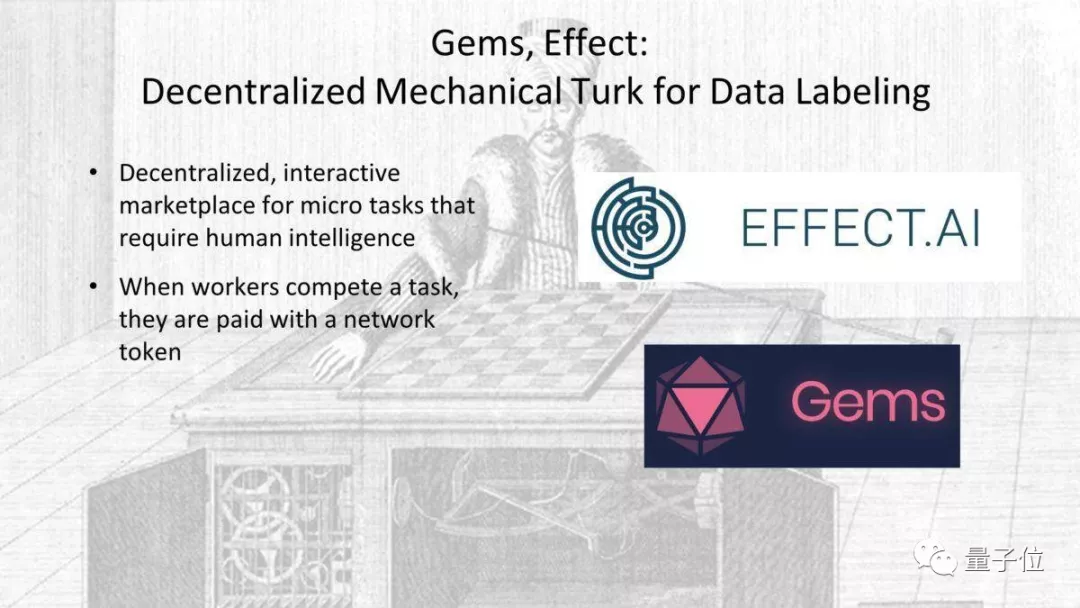 Gems, Effect:
Decentralized Mechanical Turk for Data Labeling
• Decentralized, interactive
marketplace for micro tasks that
require human intelligence
• When workers compete a task,
they are paid with a network
token
EFFECT.AI
Gems
量子位